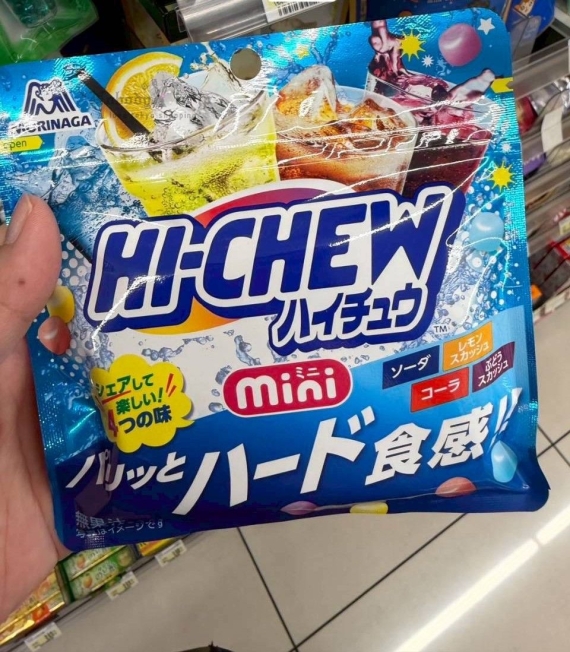 MORINAGA
open
HI-CHEW
ハイチュウ
TM
ミニ
mini
ソーダ
レモン
スカッシュ
コーラ
ぶどう
スカッシュ
シェアして
楽しい!!
4つの味
パリッとハード食感!!